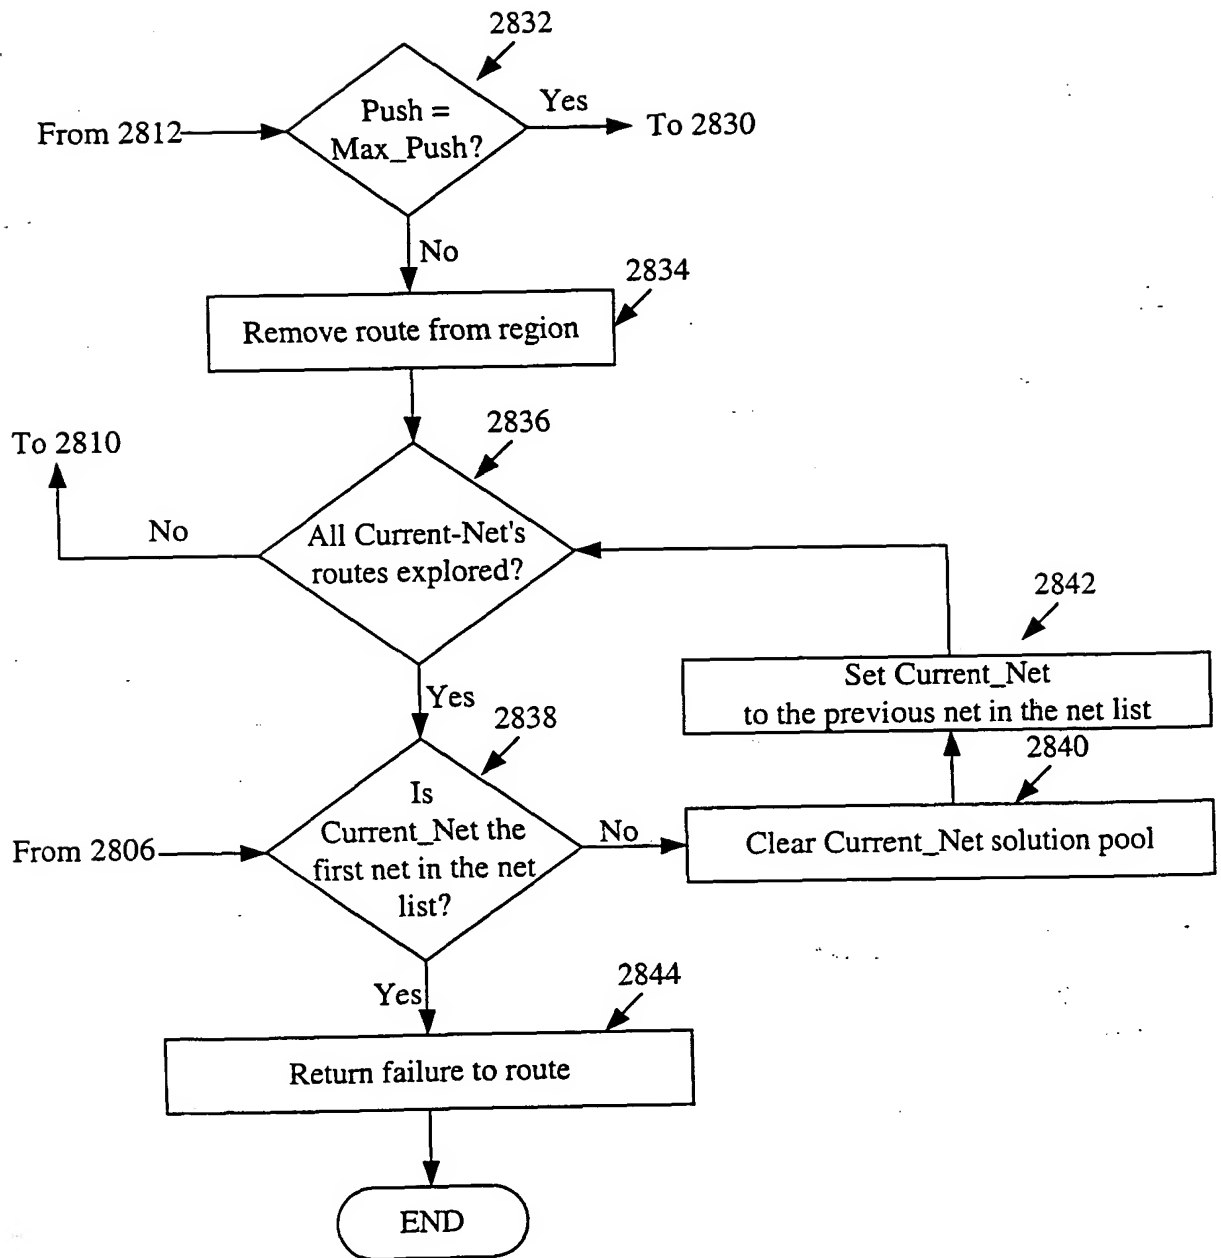 2832
Push =
Max_Push?
Yes
From 2812
To 2830
No
2834
Remove route from region
2836
To 2810
No
All Current-Net's
routes explored?
2842
Set Current_Net
to the previous net in the net list
Yes
2838
2840
Is
Current_Net the
first net in the net
list?
From 2806
No
Clear Current_Net solution pool
Yes
2844
Return failure to route
END